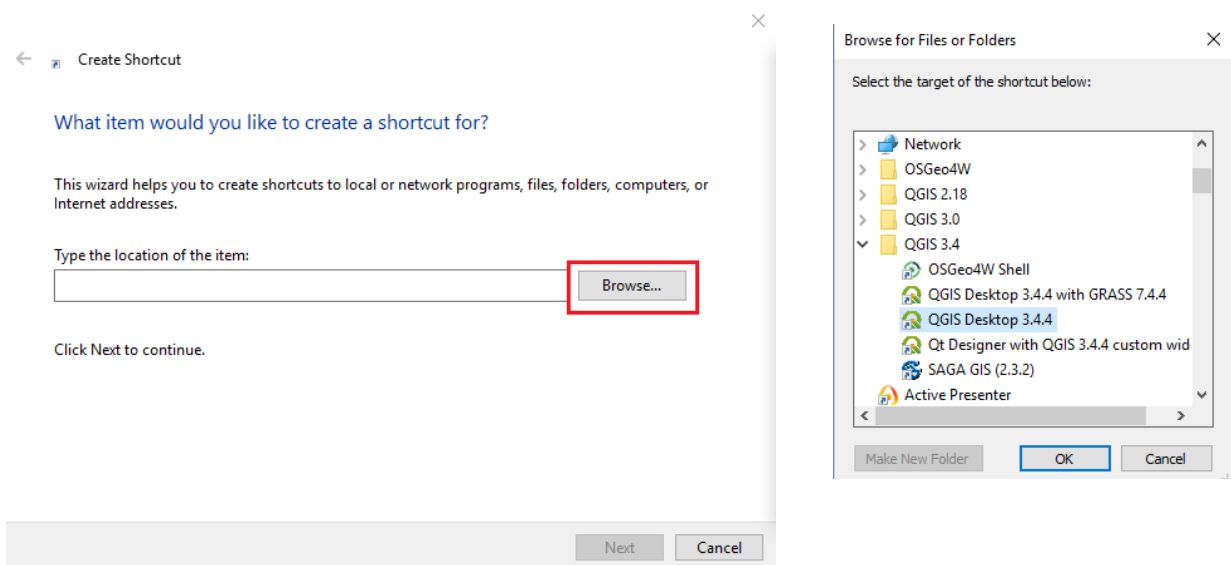 Create Shortcut
What item would you like to create a shortcut for?
This wizard helps you to create shortcuts to local or network programs, files, folders, computers, or
Internet addresses.
Type the location of the item:
Browse...
Click Next to continue.
Next
Cancel
Browse for Files or Folders
Select the target of the shortcut below:
Network
OSGeo4W
QGIS 2.18
QGIS 3.0
QGIS 3.4
OSGeo4W Shell
QGIS Desktop 3.4.4 with GRASS 7.4.4
QGIS Desktop 3.4.4
Qt Designer with QGIS 3.4.4 custom wid
SAGA GIS (2.3.2)
Active Presenter
Make New Folder
OK
Cancel